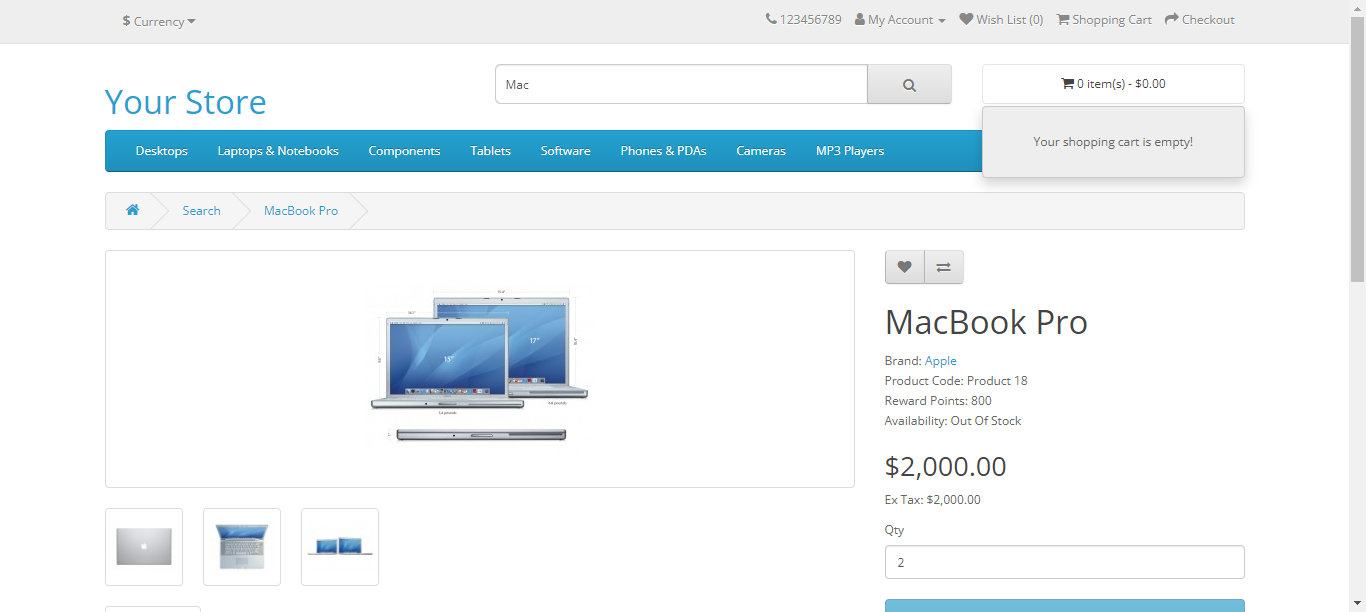 $ Currency
123456789 My Account Wish List (0) Shopping Cart Checkout
Your Store
Mac
0 item(s) - $0.00
Your shopping cart is empty!
Desktops Laptops & Notebooks Components Tablets Software Phones & PDAs Cameras MP3 Players
Search MacBook Pro
17"
15"
MacBook Pro
Brand: Apple
Product Code: Product 18
Reward Points: 800
Availability: Out Of Stock
$2,000.00
Ex Tax: $2,000.00
Qty
2